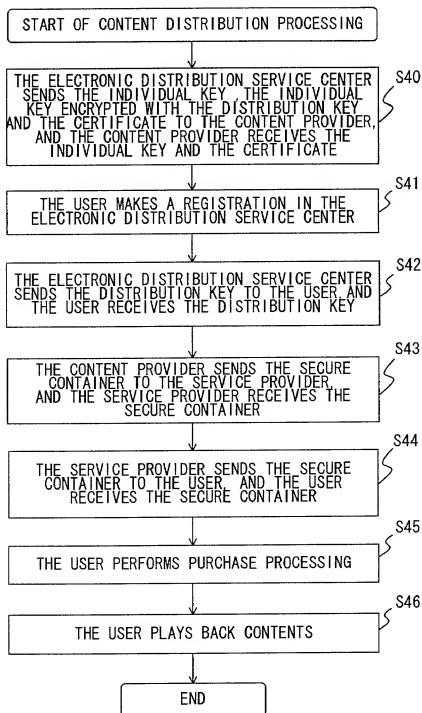 START OF CONTENT DISTRIBUTION PROCESSING
S40
THE ELECTRONIC DISTRIBUTION SERVICE CENTER
SENDS THE INDIVIDUAL KEY, THE INDIVIDUAL
KEY ENCRYPTED WITH THE DISTRIBUTION KEY
AND THE CERTIFICATE TO THE CONTENT PROVIDER,
AND THE CONTENT PROVIDER RECEIVES THE
INDIVIDUAL KEY AND THE CERTIFICATE
S41
THE USER MAKES A REGISTRATION IN THE
ELECTRONIC DISTRIBUTION SERVICE CENTER
S42
THE ELECTRONIC DISTRIBUTION SERVICE CENTER
SENDS THE DISTRIBUTION KEY TO THE USER, AND
THE USER RECEIVES THE DISTRIBUTION KEY
S43
THE CONTENT PROVIDER SENDS THE SECURE
CONTAINER TO THE SERVICE PROVIDER,
AND THE SERVICE PROVIDER RECEIVES THE
SECURE CONTAINER
S44
THE SERVICE PROVIDER SENDS THE SECURE
CONTAINER TO THE USER, AND THE USER
RECEIVES THE SECURE CONTAINER
S45
THE USER PERFORMS PURCHASE PROCESSING
S46
THE USER PLAYS BACK CONTENTS
END